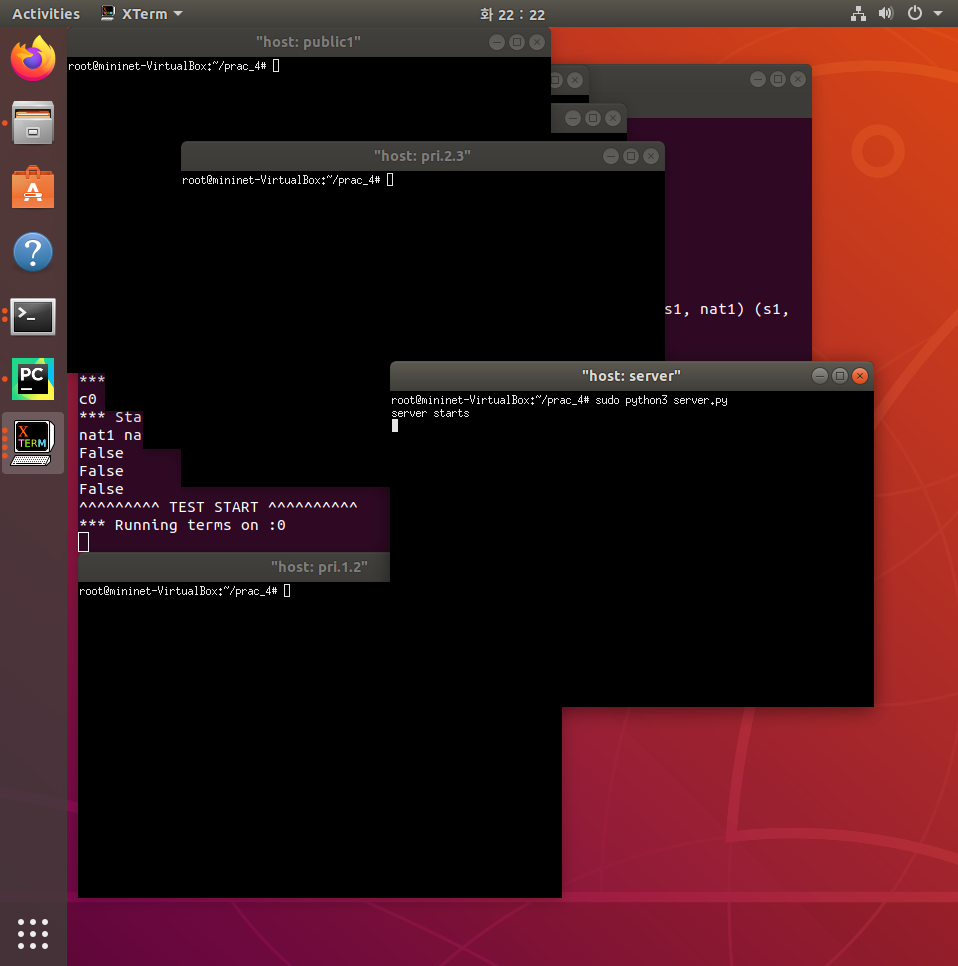 Activities XTerm 화 22 : 22
"host: public1"
root@mininet-VirtualBox:~/prac_4#
"host: pri.2.3"
root@mininet-VirtualBox:~/prac_4#
s1, nat1) (s1,
"host: server"
root@mininet-VirtualBox:~/prac_4# sudo python3 server.py
server starts
***
c0
*** Sta
nat1 na
False
False
False
^^^^^^^^^ TEST START ^^^^^^^^^^
*** Running terms on :0
"host: pri.1.2"
root@mininet-VirtualBox:~/prac_4#
A
?
>_
PC
X
TERM